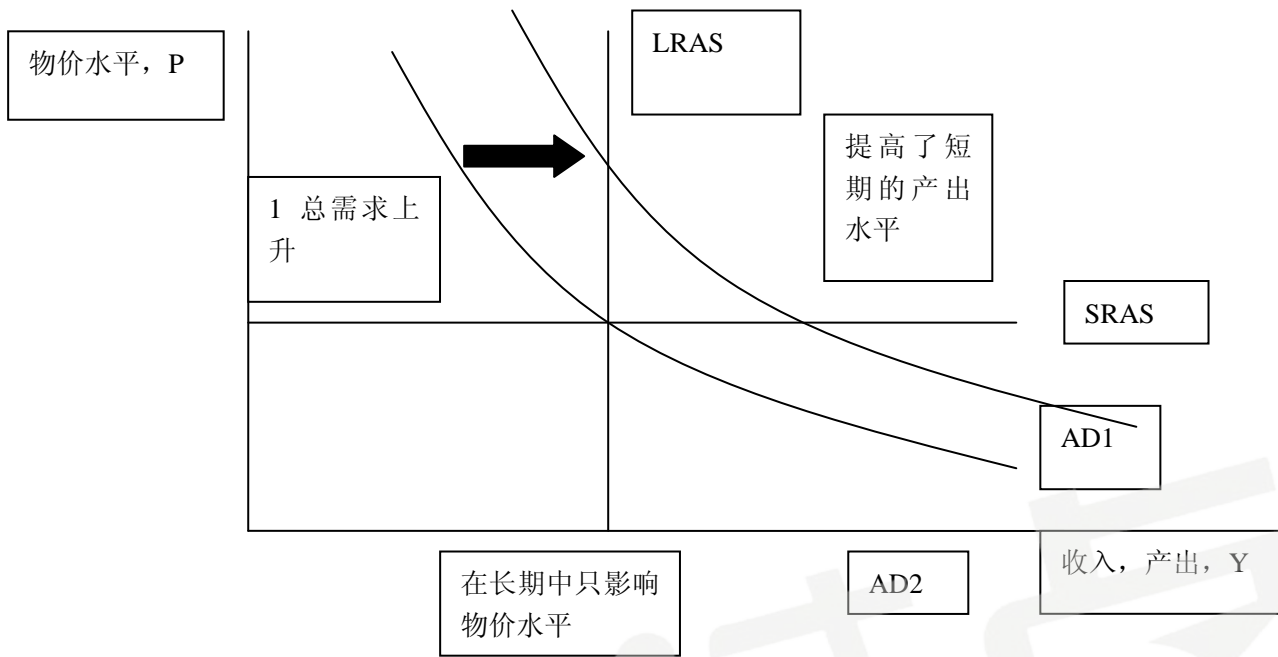 LRAS
物价水平，P
提高了短
期的产出
水平
1 总需求上
升
SRAS
AD1
收入，产出，Y
在长期中只影响
物价水平
AD2